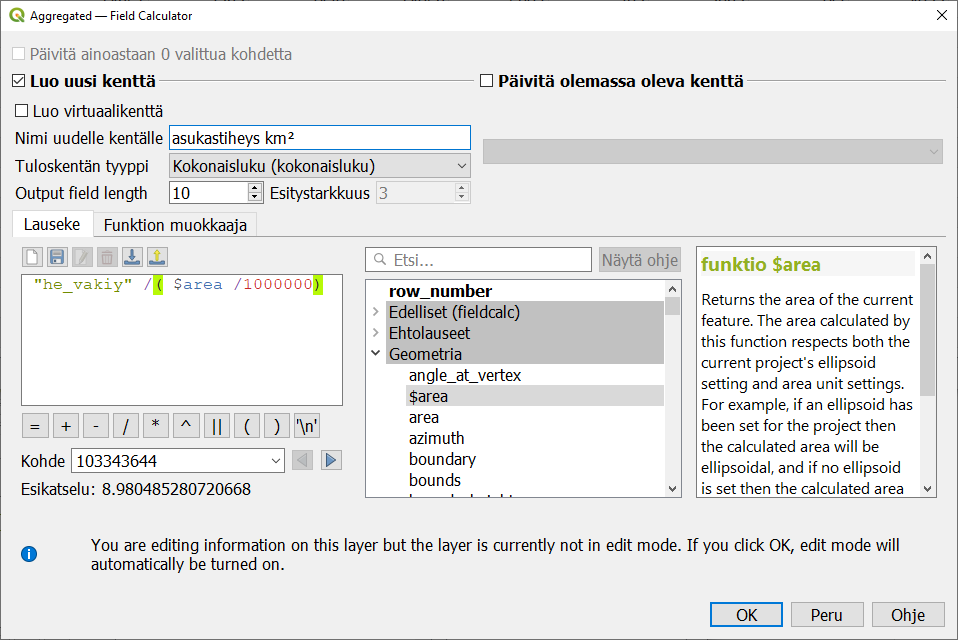 Aggregated — Field Calculator
Päivitä ainoastaan 0 valittua kohdetta
Luo uusi kenttä
Päivitä olemassa oleva kenttä
Luo virtuaalikenttä
Nimi uudelle kentälle asukastiheys km²
Tuloskentän tyyppi Kokonaisluku (kokonaisluku)
Output field length 10 Esitystarkkuus 3
Lauseke Funktion muokkaaja
"he_vakiy" /( $area /1000000)
= + - / * ^ || ( ) '\n'
Kohde 103343644
Esikatselu: 8.980485280720668
Etsi... Näytä ohje
row_number
Edelliset (fieldcalc)
Ehtolauseet
Geometria
angle_at_vertex
$area
area
azimuth
boundary
bounds
funktio $area
Returns the area of the current
feature. The area calculated by
this function respects both the
current project's ellipsoid
setting and area unit settings.
For example, if an ellipsoid has
been set for the project then
the calculated area will be
ellipsoidal, and if no ellipsoid
is set then the calculated area
You are editing information on this layer but the layer is currently not in edit mode. If you click OK, edit mode will
automatically be turned on.
OK Peru Ohje